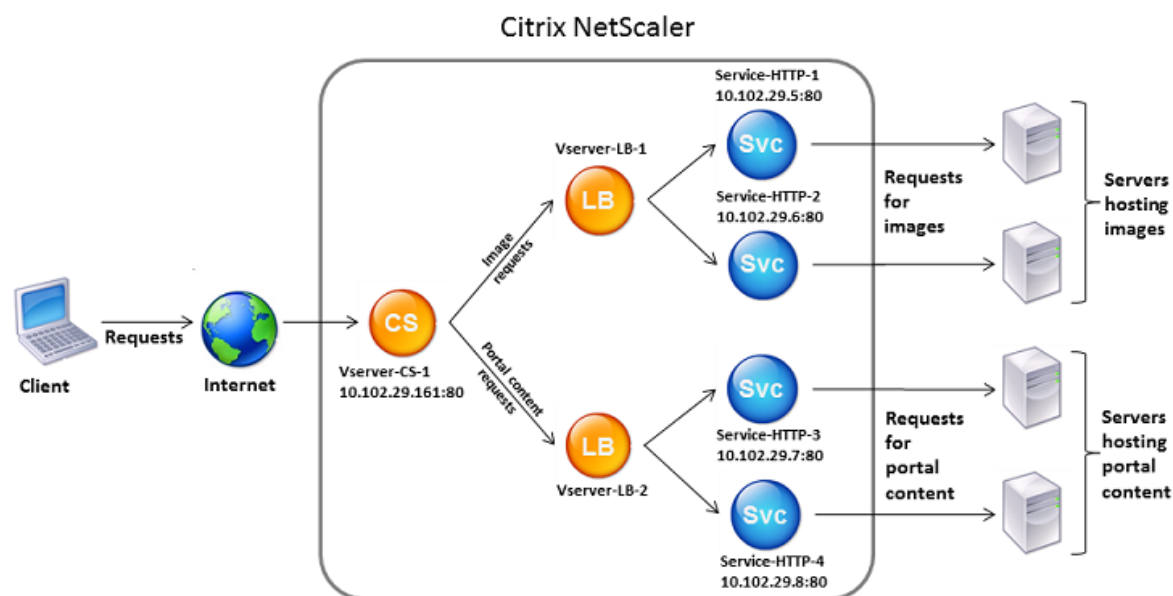 Citrix NetScaler
Service-HTTP-1
10.102.29.5:80
Svc
Vserver-LB-1
LB
Service-HTTP-2
10.102.29.6:80
Svc
Requests
for
images
Servers
hosting
images
Image
requests
Client
Requests
Internet
CS
Vserver-CS-1
10.102.29.161:80
Portal content
requests
LB
Vserver-LB-2
Svc
Service-HTTP-3
10.102.29.7:80
Svc
Service-HTTP-4
10.102.29.8:80
Requests
for
portal
content
Servers
hosting
portal
content